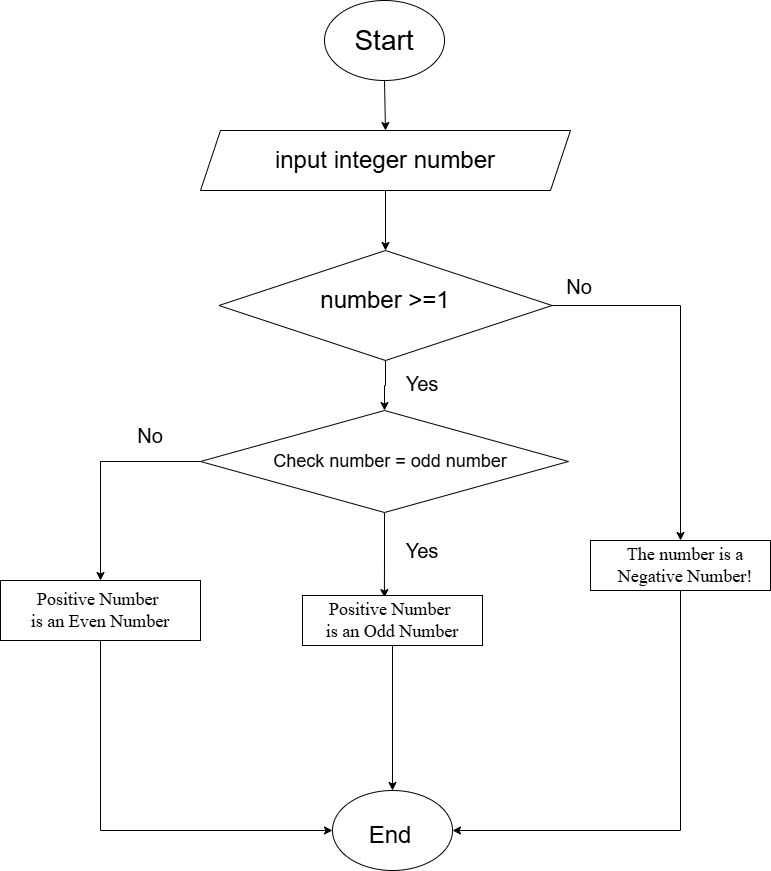 Start
input integer number
number >=1
No
Yes
No
Check number = odd number
Yes
The number is a
Negative Number!
Positive Number
is an Even Number
Positive Number
is an Odd Number
End